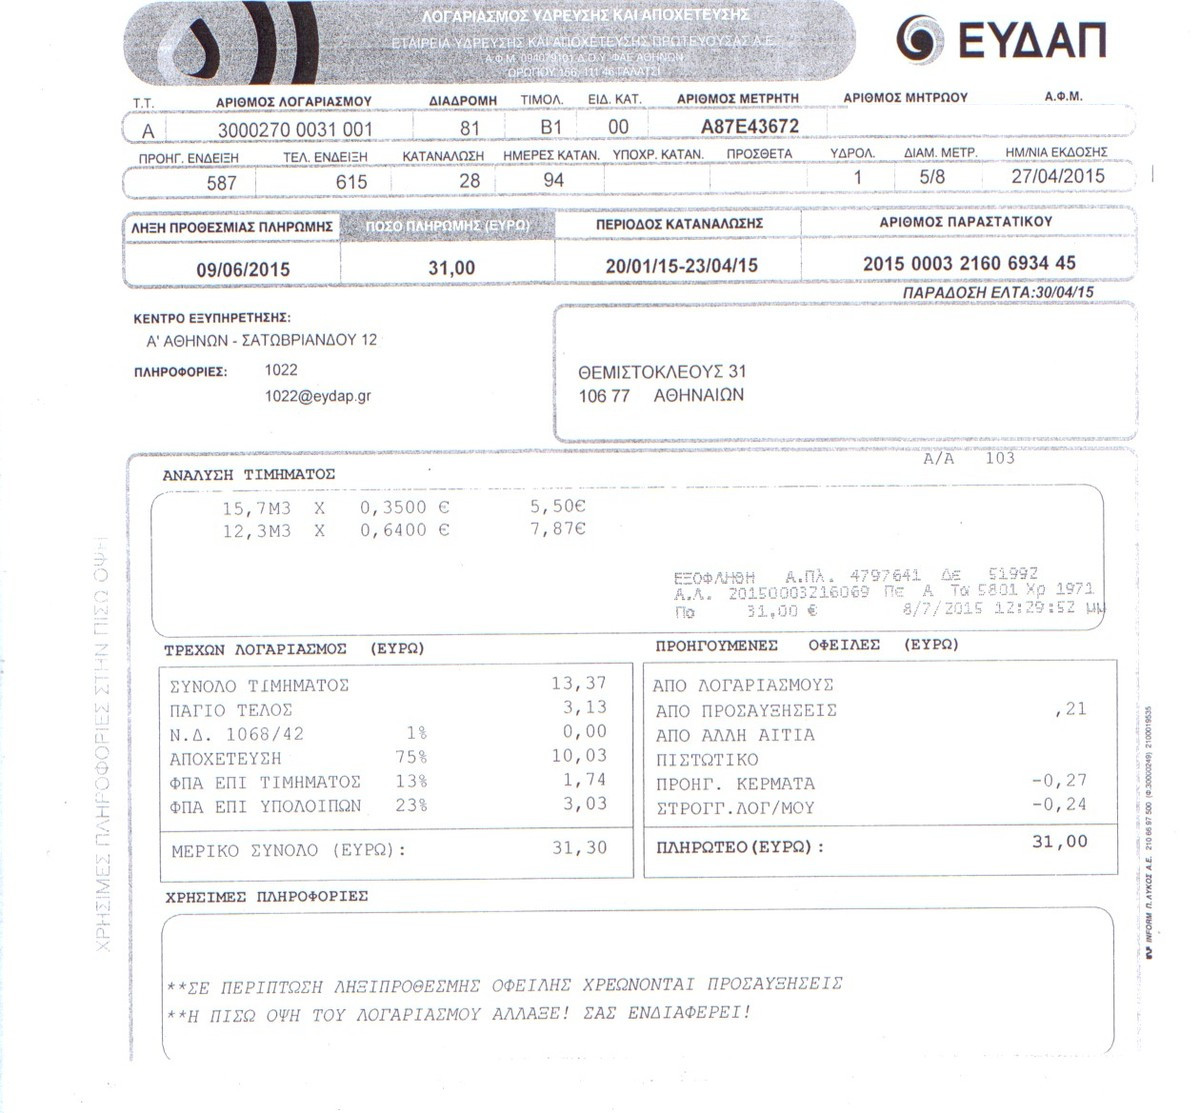 ΛΟΓΑΡΙΑΣΜΟΣ ΥΔΡΕΥΣΗΣ ΚΑΙ ΑΠΟΧΕΤΕΥΣΗΣ
ΕΤΑΙΡΕΙΑ ΥΔΡΕΥΣΗΣ ΚΑΙ ΑΠΟΧΕΤΕΥΣΗΣ ΠΡΩΤΕΥΟΥΣΑΣ Α.Ε.
Α.Φ.Μ. 094079101 Δ.Ο.Υ. ΦΑΕ ΑΘΗΝΩΝ
ΩΡΩΠΟΥ 156, 111 46 ΓΑΛΑΤΣΙ
ΕΥΔΑΠ
Τ.Τ. ΑΡΙΘΜΟΣ ΛΟΓΑΡΙΑΣΜΟΥ ΔΙΑΔΡΟΜΗ ΤΙΜΟΛ. ΕΙΔ. ΚΑΤ. ΑΡΙΘΜΟΣ ΜΕΤΡΗΤΗ ΑΡΙΘΜΟΣ ΜΗΤΡΩΟΥ Α.Φ.Μ.
Α 3000270 0031 001 81 Β1 00 Α87Ε43672
ΠΡΟΗΓ. ΕΝΔΕΙΞΗ ΤΕΛ. ΕΝΔΕΙΞΗ ΚΑΤΑΝΑΛΩΣΗ ΗΜΕΡΕΣ ΚΑΤΑΝ. ΥΠΟΧΡ. ΚΑΤΑΝ. ΠΡΟΣΘΕΤΑ ΥΔΡΟΛ. ΔΙΑΜ. ΜΕΤΡ. ΗΜ/ΝΙΑ ΕΚΔΟΣΗΣ
587 615 28 94 1 5/8 27/04/2015
ΛΗΞΗ ΠΡΟΘΕΣΜΙΑΣ ΠΛΗΡΩΜΗΣ ΠΟΣΟ ΠΛΗΡΩΜΗΣ (ΕΥΡΩ) ΠΕΡΙΟΔΟΣ ΚΑΤΑΝΑΛΩΣΗΣ ΑΡΙΘΜΟΣ ΠΑΡΑΣΤΑΤΙΚΟΥ
09/06/2015 31,00 20/01/15-23/04/15 2015 0003 2160 6934 45
ΠΑΡΑΔΟΣΗ ΕΛΤΑ:30/04/15
ΚΕΝΤΡΟ ΕΞΥΠΗΡΕΤΗΣΗΣ:
Α' ΑΘΗΝΩΝ - ΣΑΤΩΒΡΙΑΝΔΟΥ 12
ΠΛΗΡΟΦΟΡΙΕΣ: 1022
1022@eydap.gr
ΘΕΜΙΣΤΟΚΛΕΟΥΣ 31
106 77 ΑΘΗΝΑΙΩΝ
Α/Α 103
ΑΝΑΛΥΣΗ ΤΙΜΗΜΑΤΟΣ
15,7Μ3 Χ 0,3500 € 5,50€
12,3Μ3 Χ 0,6400 € 7,87€
ΕΞΟΦΛΗΘΗ Α.Πλ. 4797641 ΔΕ 51992
Α.Λ. 20150003216069 Πε Α Τα 5801 Χρ 1971
Πο 31,00 € 8/7/2015 12:29:52 μμ
ΤΡΕΧΩΝ ΛΟΓΑΡΙΑΣΜΟΣ (ΕΥΡΩ)
ΣΥΝΟΛΟ ΤΙΜΗΜΑΤΟΣ 13,37
ΠΑΓΙΟ ΤΕΛΟΣ 3,13
Ν.Δ. 1068/42 1% 0,00
ΑΠΟΧΕΤΕΥΣΗ 75% 10,03
ΦΠΑ ΕΠΙ ΤΙΜΗΜΑΤΟΣ 13% 1,74
ΦΠΑ ΕΠΙ ΥΠΟΛΟΙΠΩΝ 23% 3,03
ΜΕΡΙΚΟ ΣΥΝΟΛΟ (ΕΥΡΩ): 31,30
ΠΡΟΗΓΟΥΜΕΝΕΣ ΟΦΕΙΛΕΣ (ΕΥΡΩ)
ΑΠΟ ΛΟΓΑΡΙΑΣΜΟΥΣ
ΑΠΟ ΠΡΟΣΑΥΞΗΣΕΙΣ ,21
ΑΠΟ ΑΛΛΗ ΑΙΤΙΑ
ΠΙΣΤΩΤΙΚΟ
ΠΡΟΗΓ. ΚΕΡΜΑΤΑ -0,27
ΣΤΡΟΓΓ.ΛΟΓ/ΜΟΥ -0,24
ΠΛΗΡΩΤΕΟ(ΕΥΡΩ): 31,00
ΧΡΗΣΙΜΕΣ ΠΛΗΡΟΦΟΡΙΕΣ
**ΣΕ ΠΕΡΙΠΤΩΣΗ ΛΗΞΙΠΡΟΘΕΣΜΗΣ ΟΦΕΙΛΗΣ ΧΡΕΩΝΟΝΤΑΙ ΠΡΟΣΑΥΞΗΣΕΙΣ
**Η ΠΙΣΩ ΟΨΗ ΤΟΥ ΛΟΓΑΡΙΑΣΜΟΥ ΑΛΛΑΞΕ! ΣΑΣ ΕΝΔΙΑΦΕΡΕΙ!
ΧΡΗΣΙΜΕΣ ΠΛΗΡΟΦΟΡΙΕΣ ΣΤΗΝ ΠΙΣΩ ΟΨΗ
INFORM Π.ΛΥΚΟΣ Α.Ε. 210 66 97 500 (Φ.30000249) 2100019535